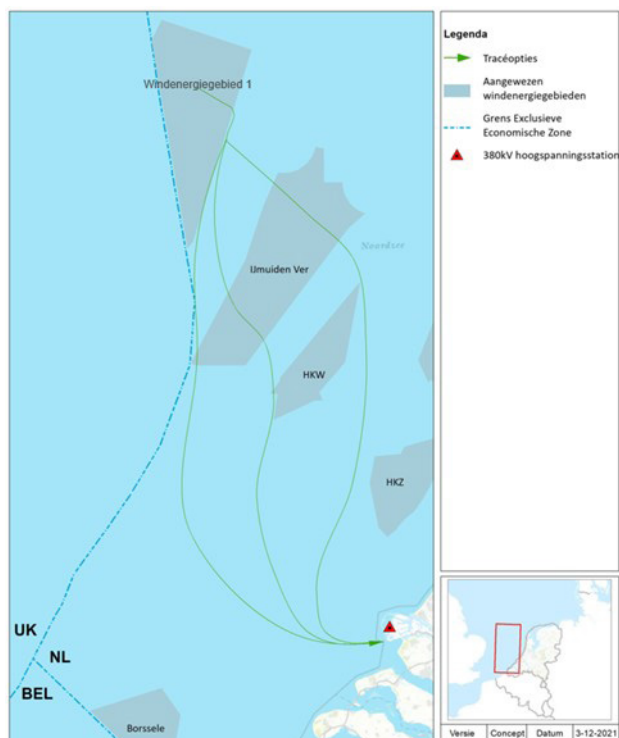 Windenergiegebied 1
Noordzee
IJmuiden Ver
HKW
HKZ
UK
NL
BEL
Borssele
Legenda
Tracéopties
Aangewezen
windenergiegebieden
Grens Exclusieve
Economische Zone
380kV hoogspanningsstation
Versie Concept Datum 3-12-2021